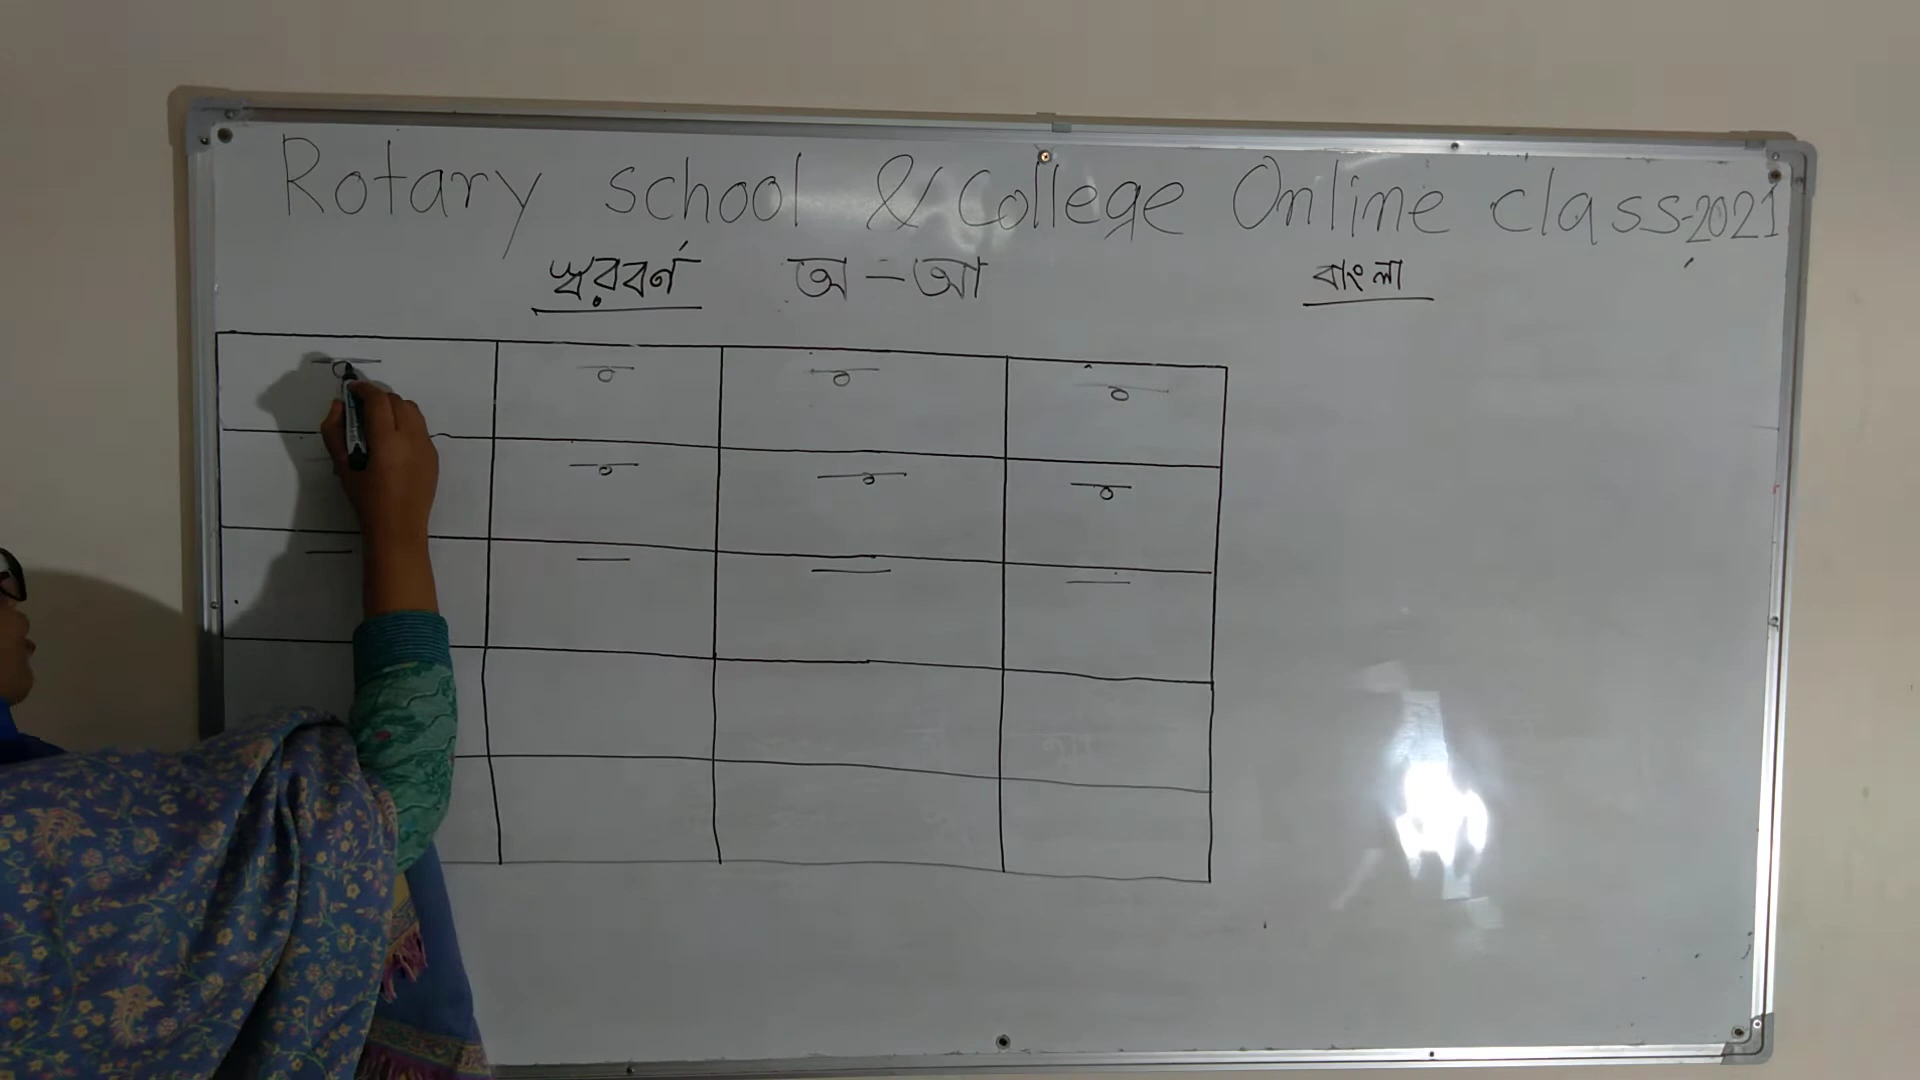 Rotary school & College Online class-2021
স্বরবর্ণ অ - আ বাংলা